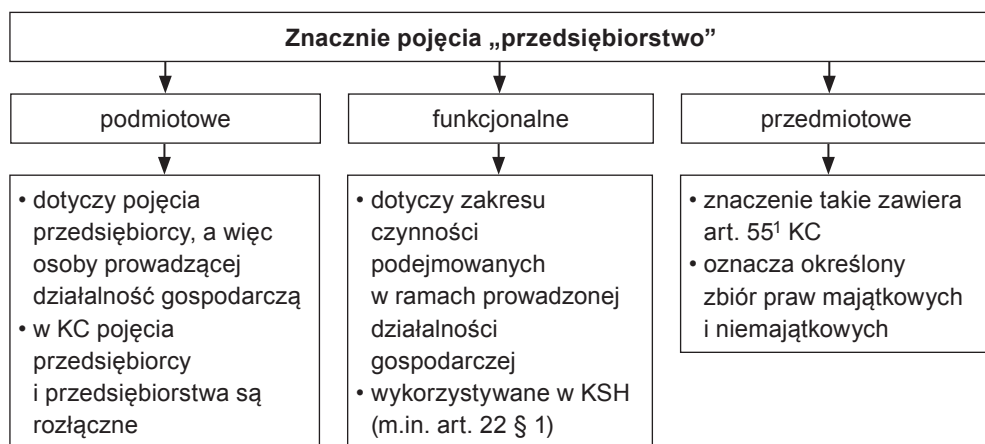 Znacznie pojęcia „przedsiębiorstwo”
podmiotowe
• dotyczy pojęcia
przedsiębiorcy, a więc
osoby prowadzącej
działalność gospodarczą
• w KC pojęcia
przedsiębiorcy
i przedsiębiorstwa są
rozłączne
funkcjonalne
• dotyczy zakresu
czynności
podejmowanych
w ramach prowadzonej
działalności
gospodarczej
• wykorzystywane w KSH
(m.in. art. 22 § 1)
przedmiotowe
• znaczenie takie zawiera
art. 55¹ KC
• oznacza określony
zbiór praw majątkowych
i niemajątkowych